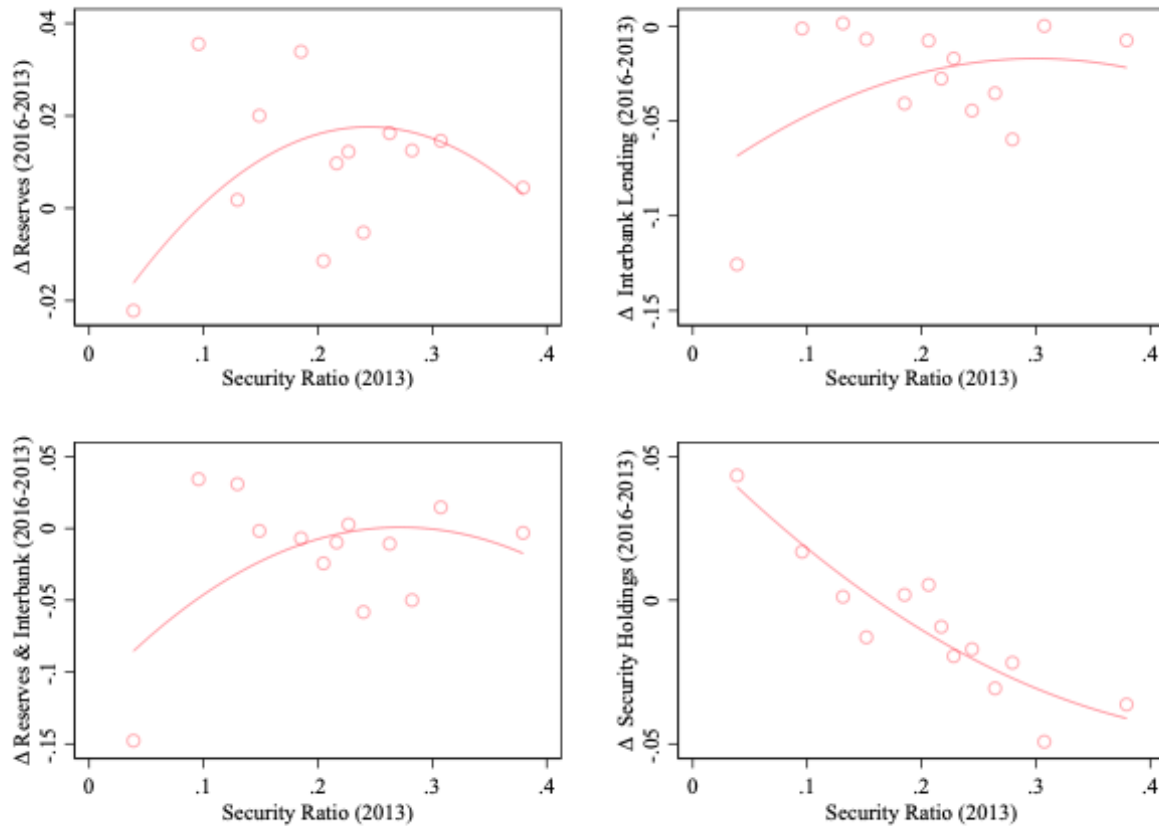 Δ Reserves (2016-2013)
.04
.02
0
-.02
0 .1 .2 .3 .4
Security Ratio (2013)
Δ Interbank Lending (2016-2013)
0
-.05
-.1
-.15
0 .1 .2 .3 .4
Security Ratio (2013)
Δ Reserves & Interbank (2016-2013)
.05
0
-.05
-.1
-.15
0 .1 .2 .3 .4
Security Ratio (2013)
Δ Security Holdings (2016-2013)
.05
0
-.05
0 .1 .2 .3 .4
Security Ratio (2013)